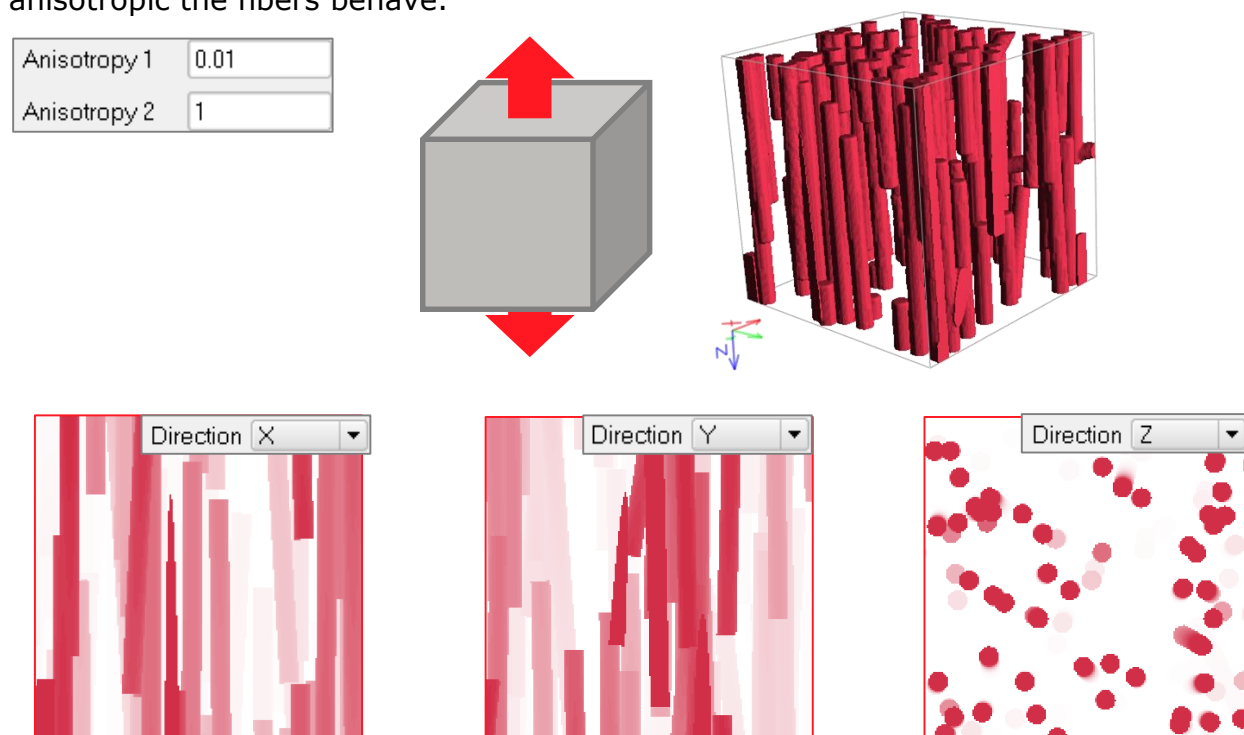 anisotropic the fibers behave.
Anisotropy 1 0.01
Anisotropy 2 1
Z
Direction X
Direction Y
Direction Z